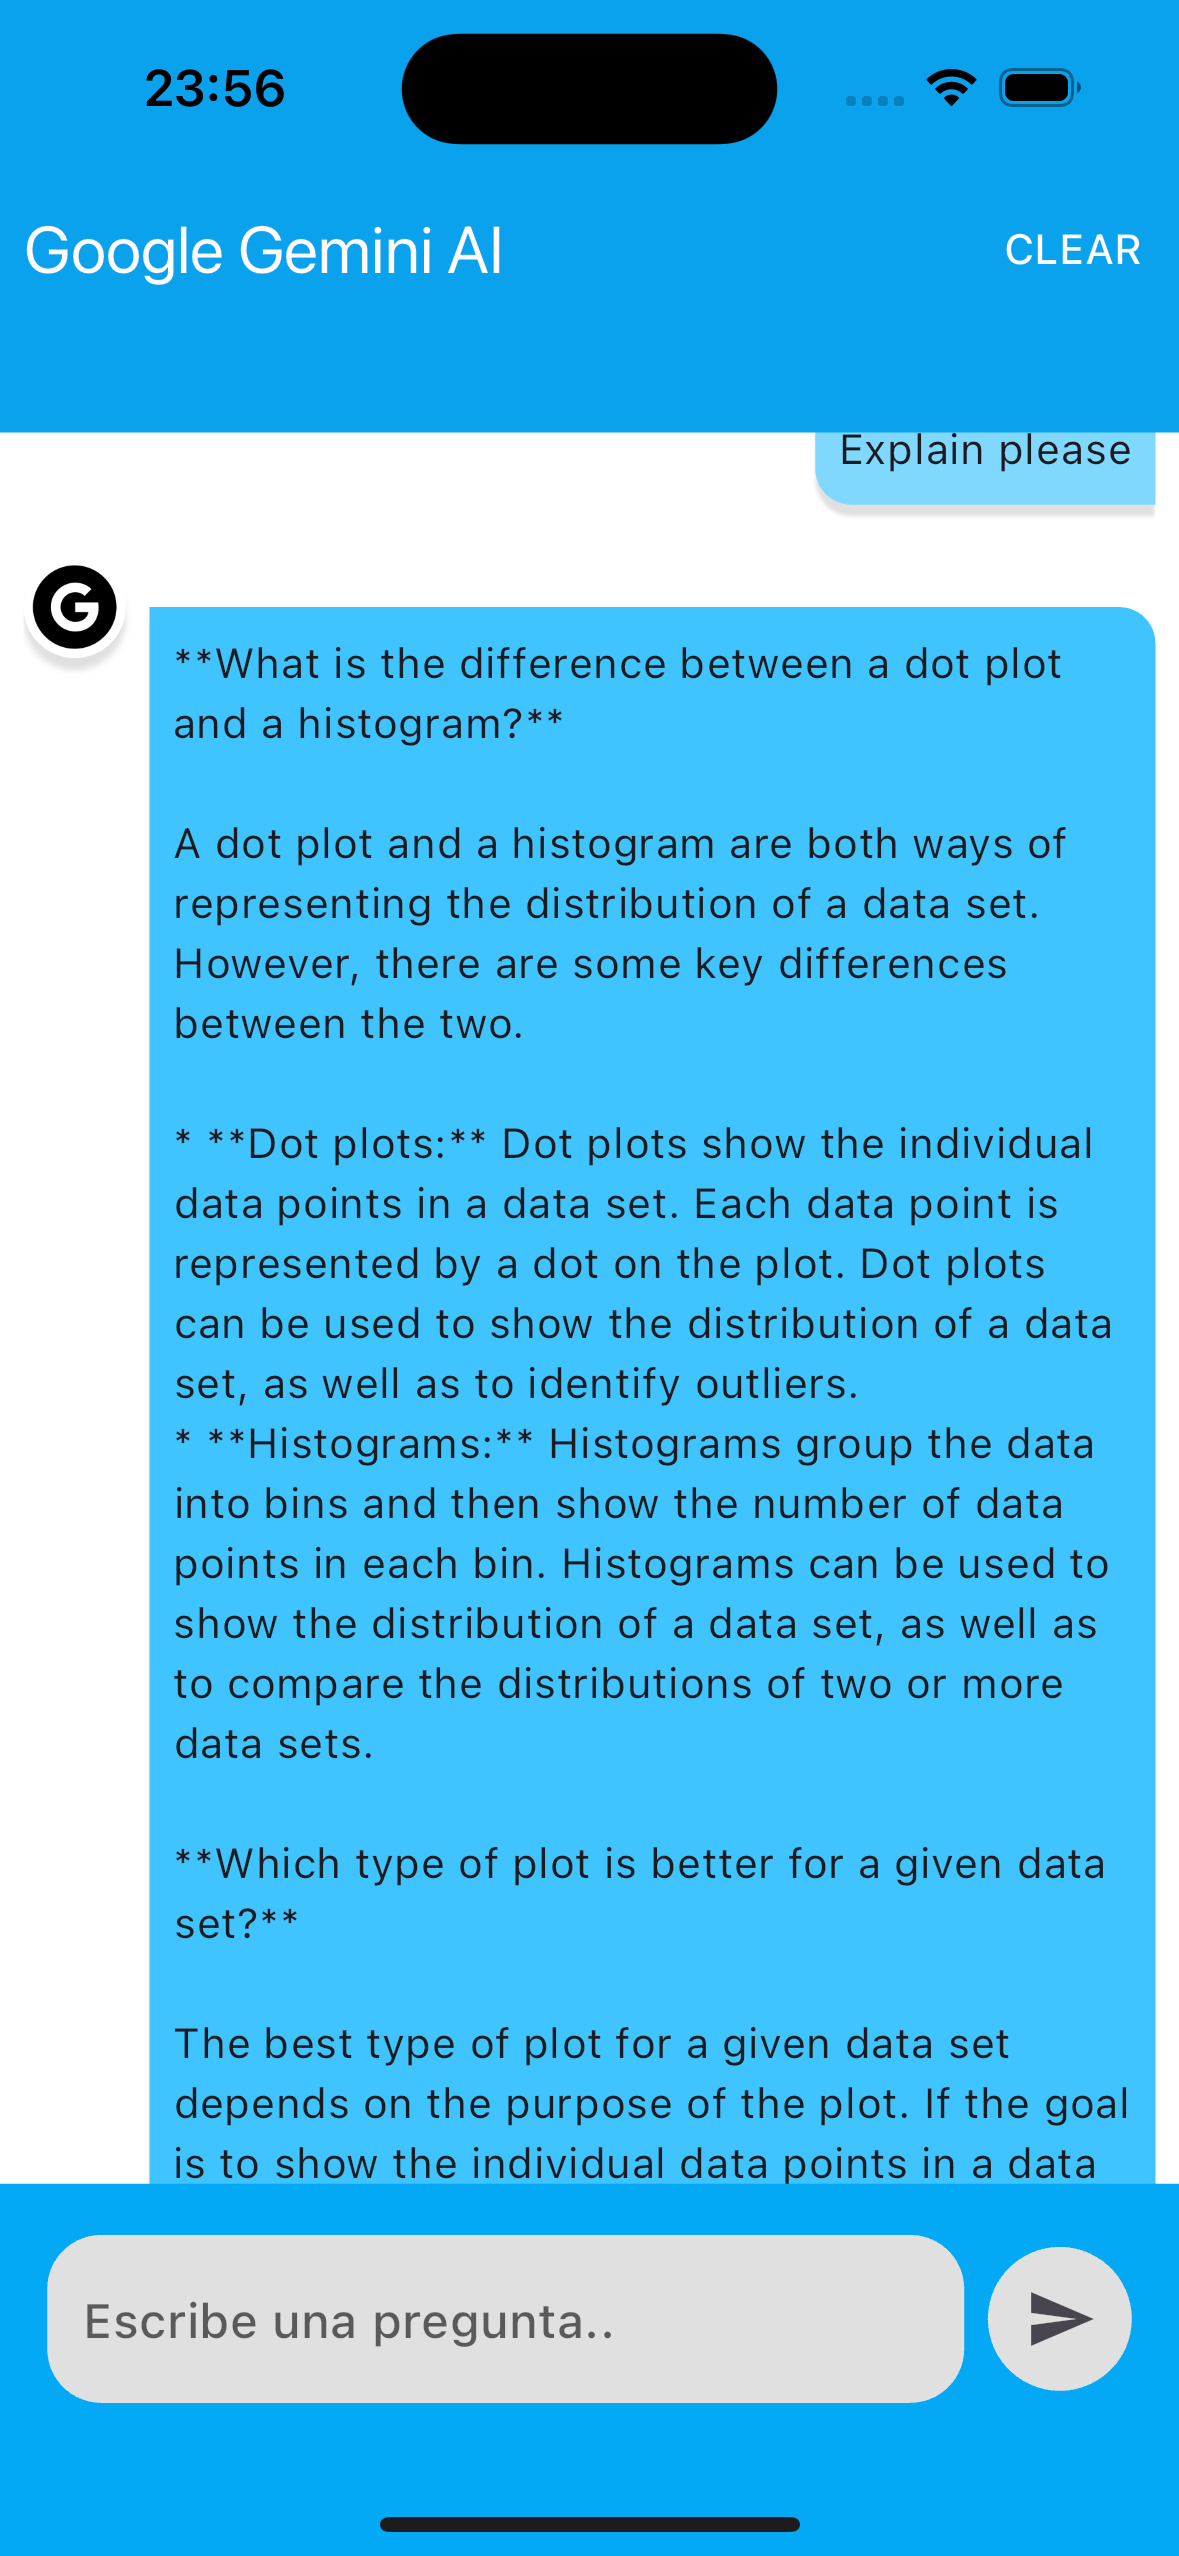 23:56
Google Gemini AI
CLEAR
Explain please
G
**What is the difference between a dot plot
and a histogram?**
A dot plot and a histogram are both ways of
representing the distribution of a data set.
However, there are some key differences
between the two.
* **Dot plots:** Dot plots show the individual
data points in a data set. Each data point is
represented by a dot on the plot. Dot plots
can be used to show the distribution of a data
set, as well as to identify outliers.
* **Histograms:** Histograms group the data
into bins and then show the number of data
points in each bin. Histograms can be used to
show the distribution of a data set, as well as
to compare the distributions of two or more
data sets.
**Which type of plot is better for a given data
set?**
The best type of plot for a given data set
depends on the purpose of the plot. If the goal
is to show the individual data points in a data
Escribe una pregunta..